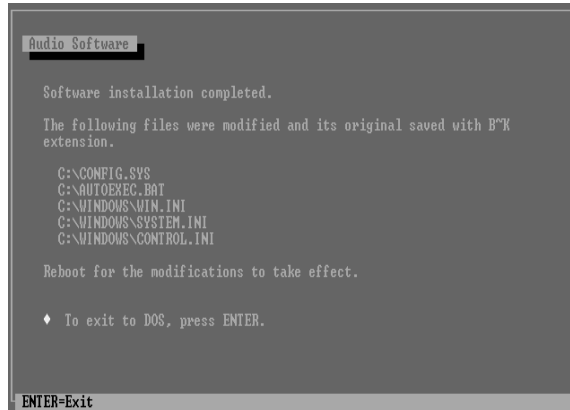 Audio Software
Software installation completed.
The following files were modified and its original saved with B~K
extension.
C:\CONFIG.SYS
C:\AUTOEXEC.BAT
C:\WINDOWS\WIN.INI
C:\WINDOWS\SYSTEM.INI
C:\WINDOWS\CONTROL.INI
Reboot for the modifications to take effect.
♦ To exit to DOS, press ENTER.
ENTER=Exit